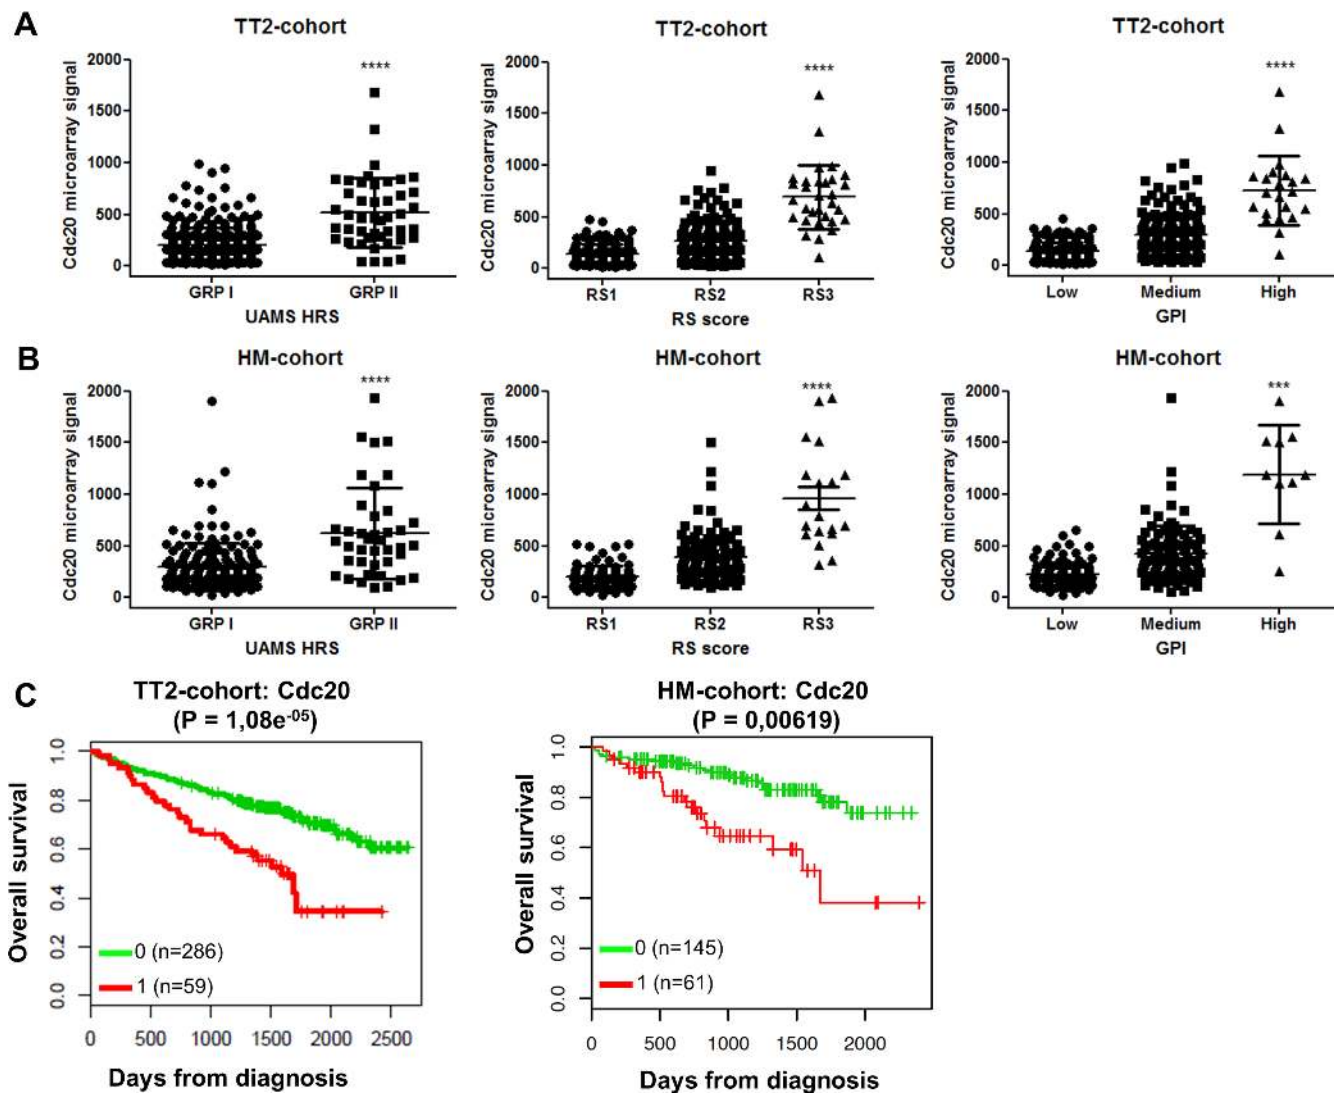 A
TT2-cohort
****
Cdc20 microarray signal
2000
1500
1000
500
0
GRP I
GRP II
UAMS HRS
TT2-cohort
****
Cdc20 microarray signal
2000
1500
1000
500
0
RS1
RS2
RS3
RS score
TT2-cohort
****
Cdc20 microarray signal
2000
1500
1000
500
0
Low
Medium
High
GPI
B
HM-cohort
****
Cdc20 microarray signal
2000
1500
1000
500
0
GRP I
GRP II
UAMS HRS
HM-cohort
****
Cdc20 microarray signal
2000
1500
1000
500
0
RS1
RS2
RS3
RS score
HM-cohort
***
Cdc20 microarray signal
2000
1500
1000
500
0
Low
Medium
High
GPI
C
TT2-cohort: Cdc20
(P = 1,08e-05)
Overall survival
1.0
0.8
0.6
0.4
0.2
0.0
0 (n=286)
1 (n=59)
0 500 1000 1500 2000 2500
Days from diagnosis
HM-cohort: Cdc20
(P = 0,00619)
Overall survival
1.0
0.8
0.6
0.4
0.2
0.0
0 (n=145)
1 (n=61)
0 500 1000 1500 2000
Days from diagnosis